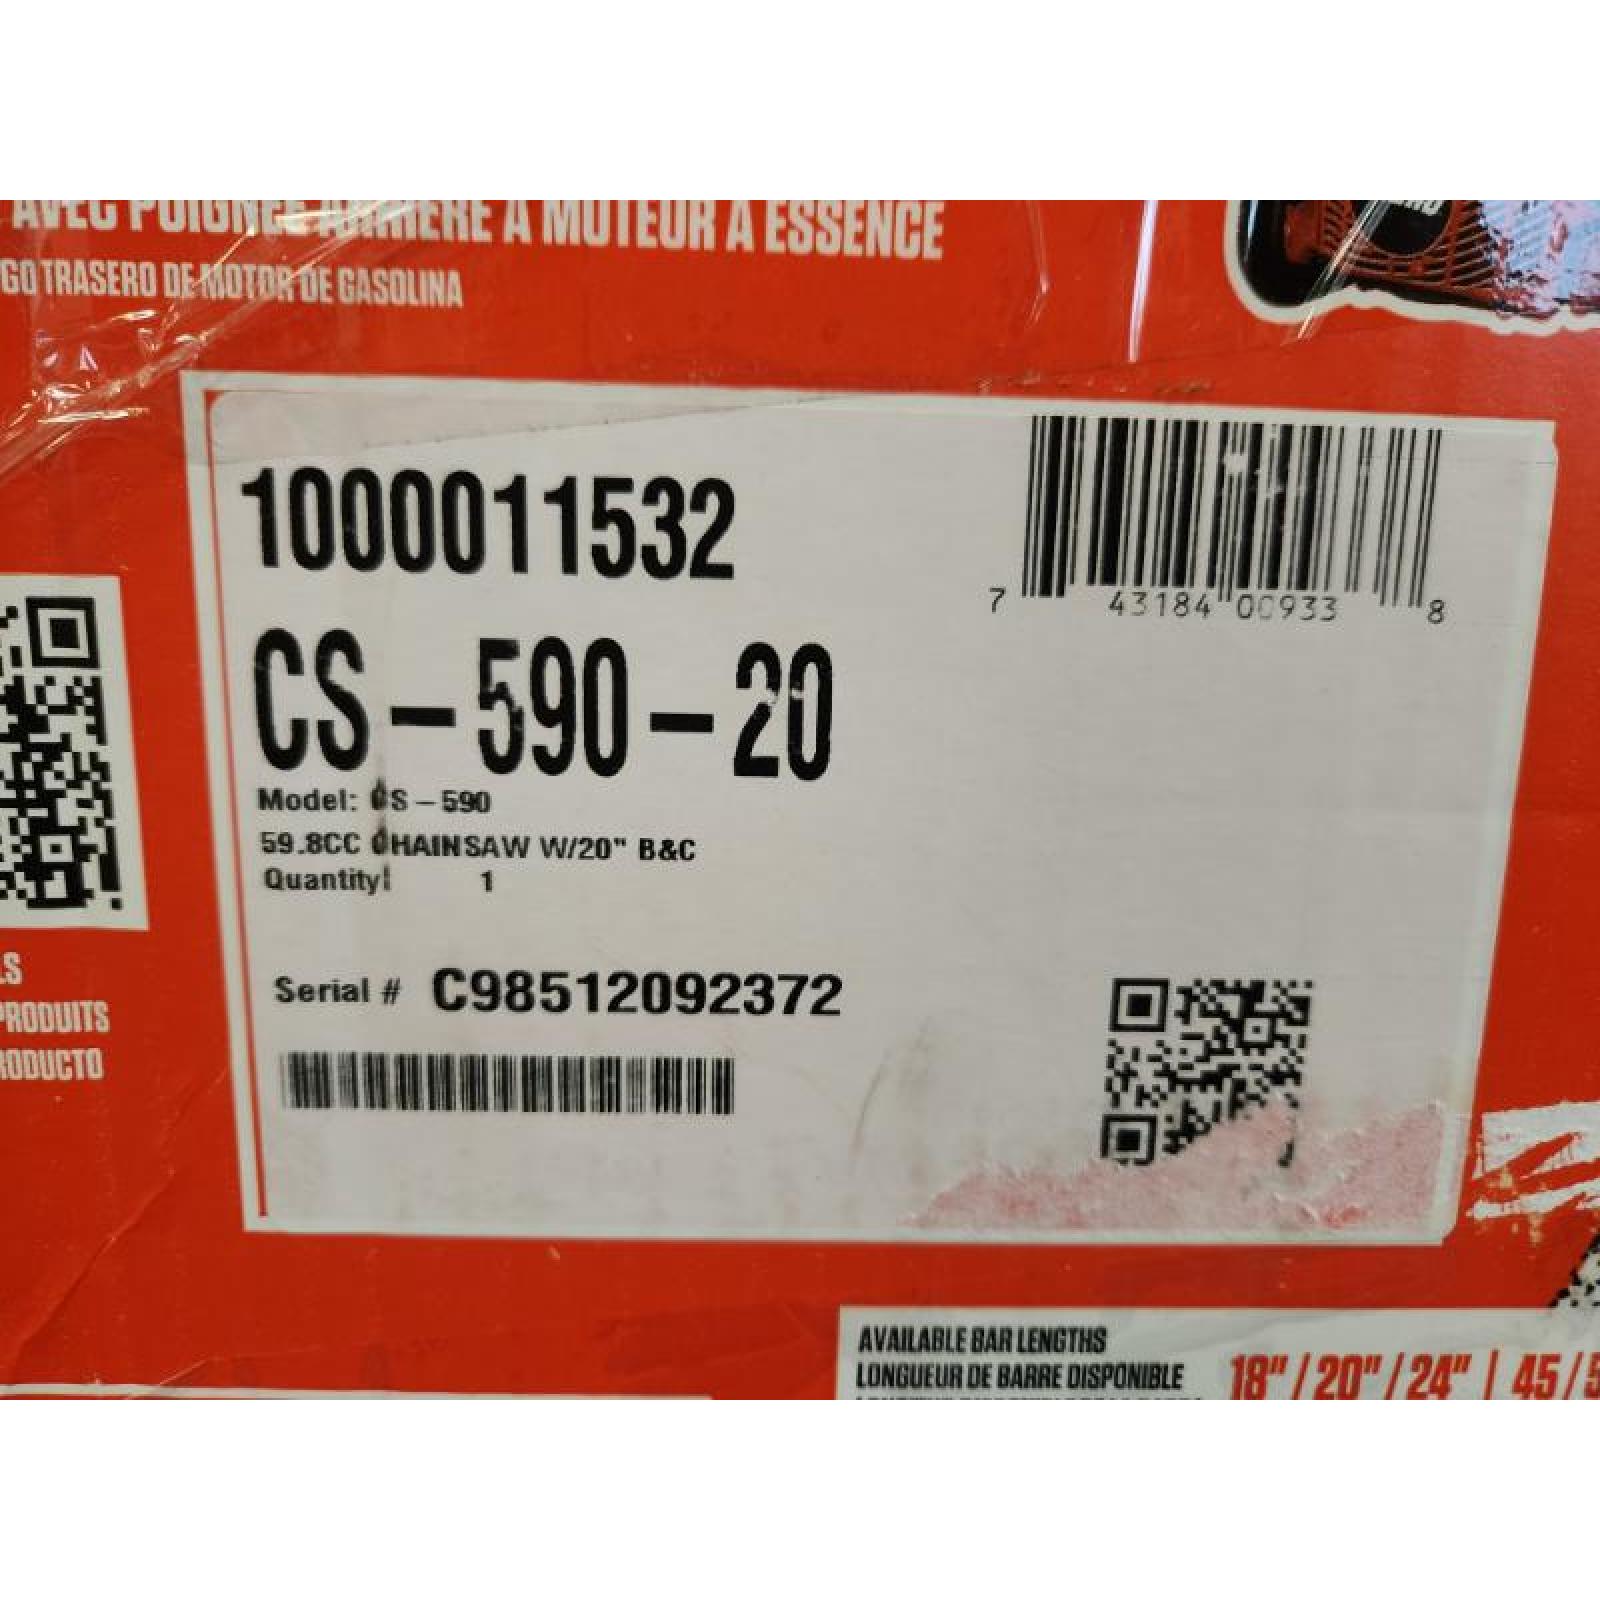 AVEC POIGNÉE ARRIÈRE À MOTEUR À ESSENCE
GO TRASERO DE MOTOR DE GASOLINA
1000011532
7 43184 00933 8
CS-590-20
Model: CS-590
59.8CC CHAINSAW W/20" B&C
Quantity: 1
Serial # C98512092372
LS
PRODUITS
RODUCTO
AVAILABLE BAR LENGTHS
LONGUEUR DE BARRE DISPONIBLE
18" / 20" / 24" | 45 / 5